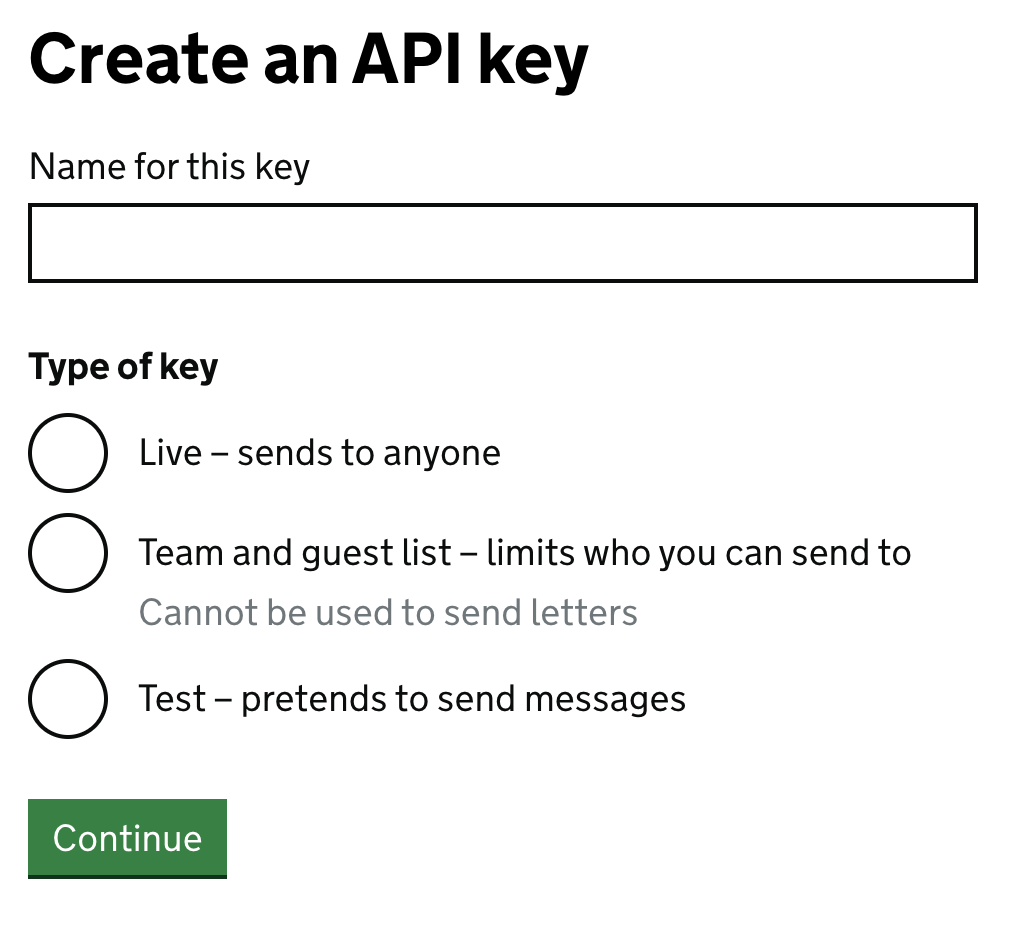 Create an API key
Name for this key
Type of key
Live – sends to anyone
Team and guest list – limits who you can send to
Cannot be used to send letters
Test – pretends to send messages
Continue